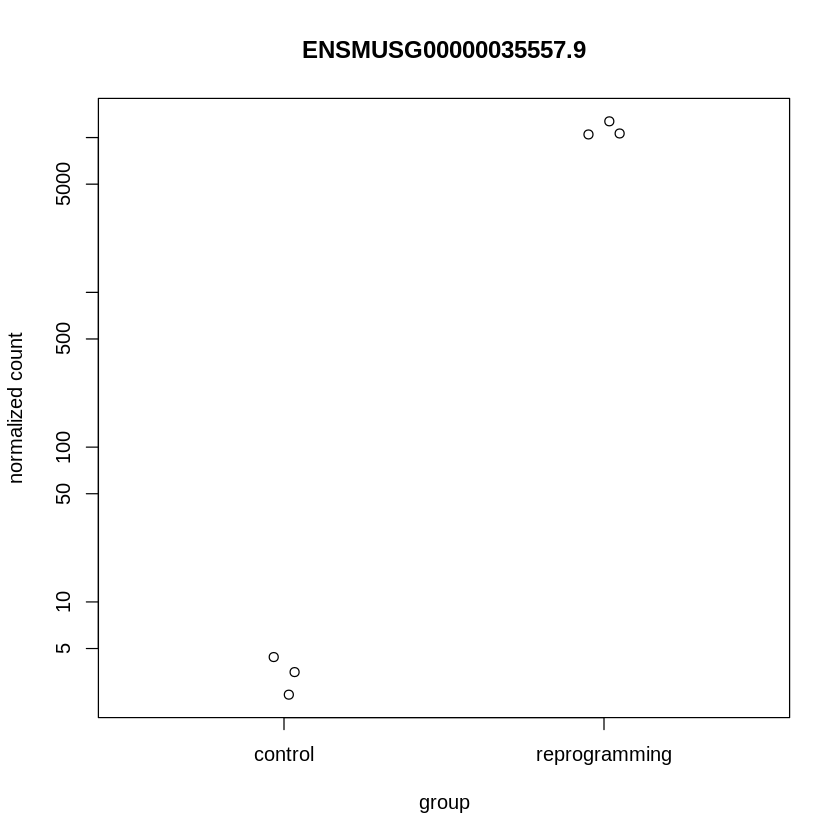 ENSMUSG00000035557.9
normalized count
5000
500
100
50
10
5
control
reprogramming
group